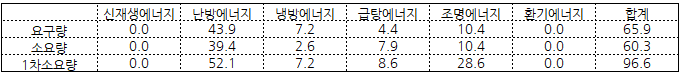 신재생에너지 난방에너지 냉방에너지 급탕에너지 조명에너지 환기에너지 합계
요구량 0.0 43.9 7.2 4.4 10.4 0.0 65.9
소요량 0.0 39.4 2.6 7.9 10.4 0.0 60.3
1차소요량 0.0 52.1 7.2 8.6 28.6 0.0 96.6